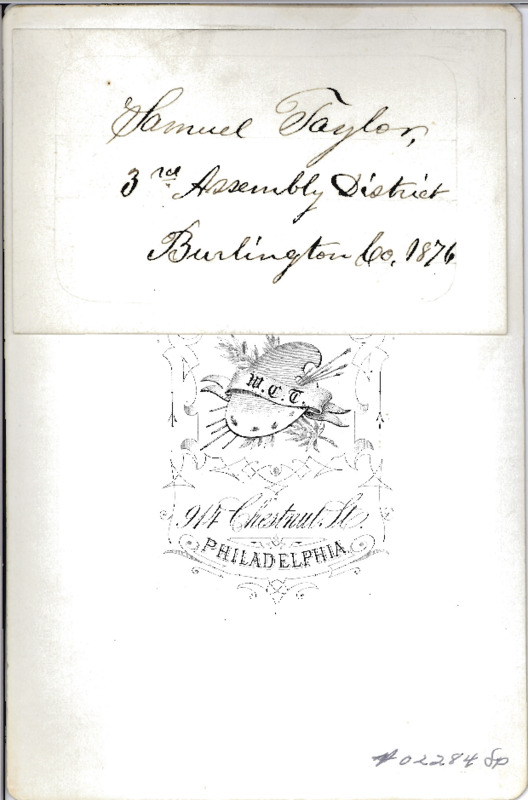 Samuel Taylor,
3rd Assembly District
Burlington Co, 1876
W. C. T.
914 Chestnut. St.
PHILADELPHIA.
#02284 Sp